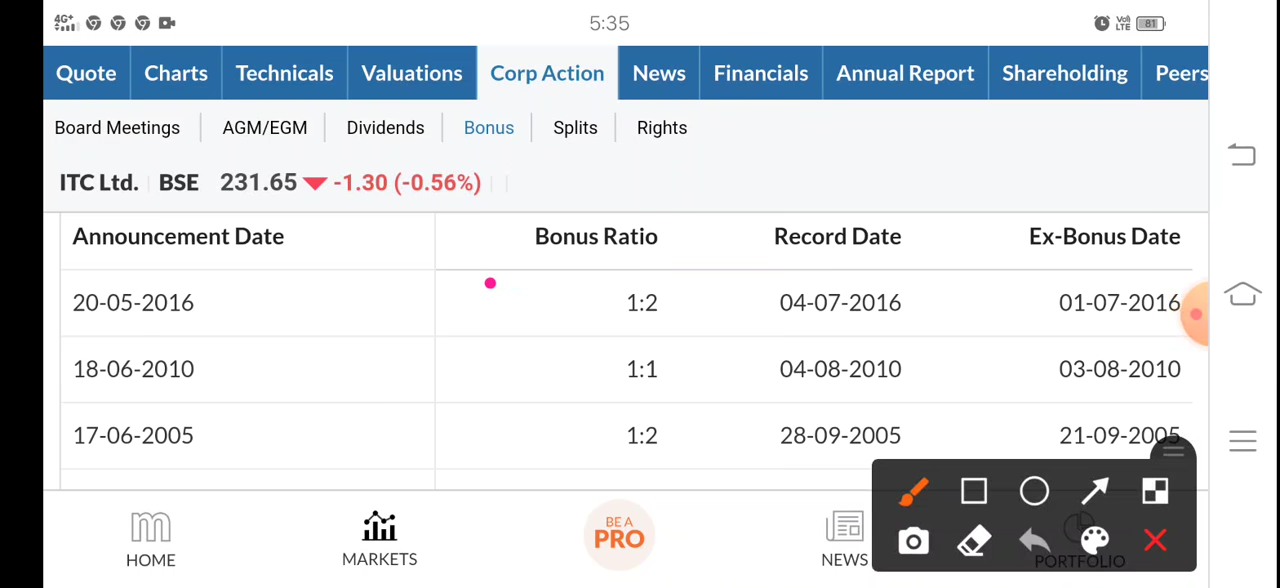 4G+ 5:35 Vo) LTE 81
Quote Charts Technicals Valuations Corp Action News Financials Annual Report Shareholding Peers
Board Meetings AGM/EGM Dividends Bonus Splits Rights
ITC Ltd. BSE 231.65 -1.30 (-0.56%)
Announcement Date Bonus Ratio Record Date Ex-Bonus Date
20-05-2016 1:2 04-07-2016 01-07-2016
18-06-2010 1:1 04-08-2010 03-08-2010
17-06-2005 1:2 28-09-2005 21-09-2005
m BE A PRO
HOME MARKETS NEWS PORTFOLIO